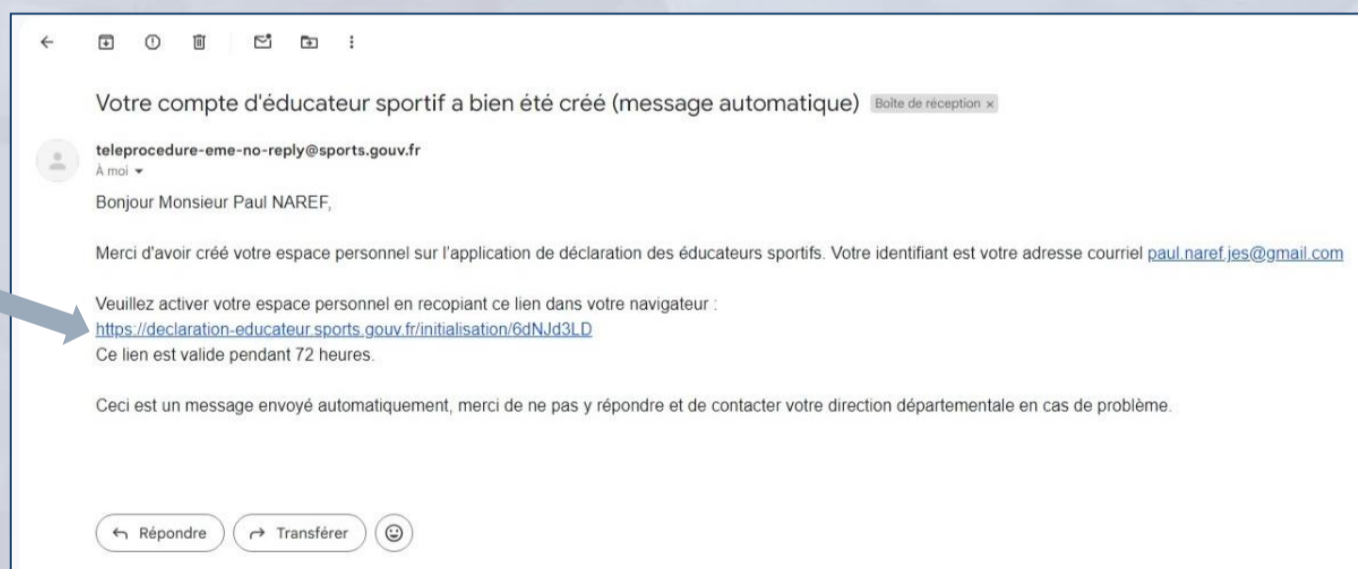 Votre compte d'éducateur sportif a bien été créé (message automatique) Boîte de réception ×
teleprocedure-eme-no-reply@sports.gouv.fr
À moi
Bonjour Monsieur Paul NAREF,
Merci d'avoir créé votre espace personnel sur l'application de déclaration des éducateurs sportifs. Votre identifiant est votre adresse courriel paul.naref.jes@gmail.com
Veuillez activer votre espace personnel en recopiant ce lien dans votre navigateur :
https://declaration-educateur.sports.gouv.fr/initialisation/6dNJd3LD
Ce lien est valide pendant 72 heures.
Ceci est un message envoyé automatiquement, merci de ne pas y répondre et de contacter votre direction départementale en cas de problème.
Répondre Transférer